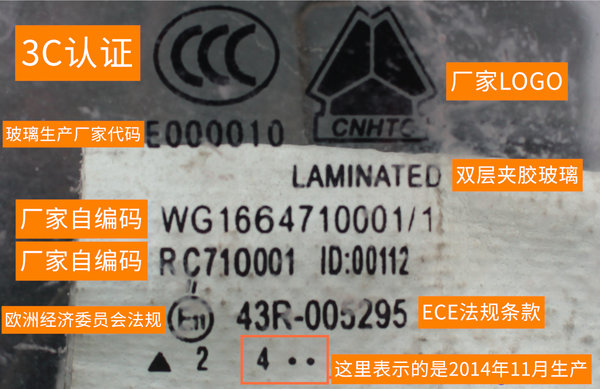 3C认证
厂家LOGO
CNHTC
玻璃生产厂家代码
E000010
LAMINATED
双层夹胶玻璃
厂家自编码
WG1664710001/1
厂家自编码
RC710001 ID:00112
欧洲经济委员会法规
E11
43R-005295
ECE法规条款
▲ 2 4 ••
这里表示的是2014年11月生产